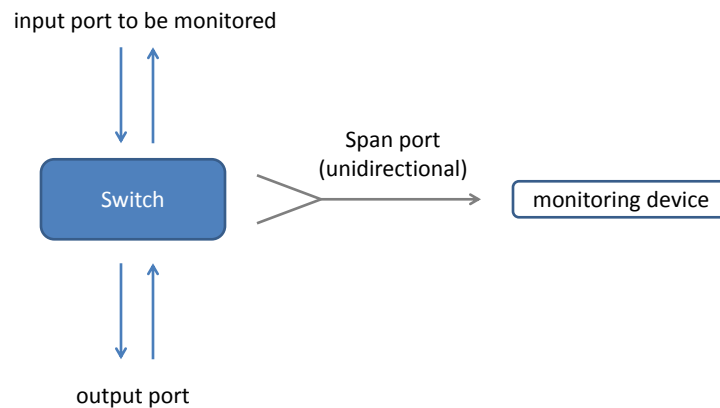 input port to be monitored
Span port
(unidirectional)
Switch
monitoring device
output port